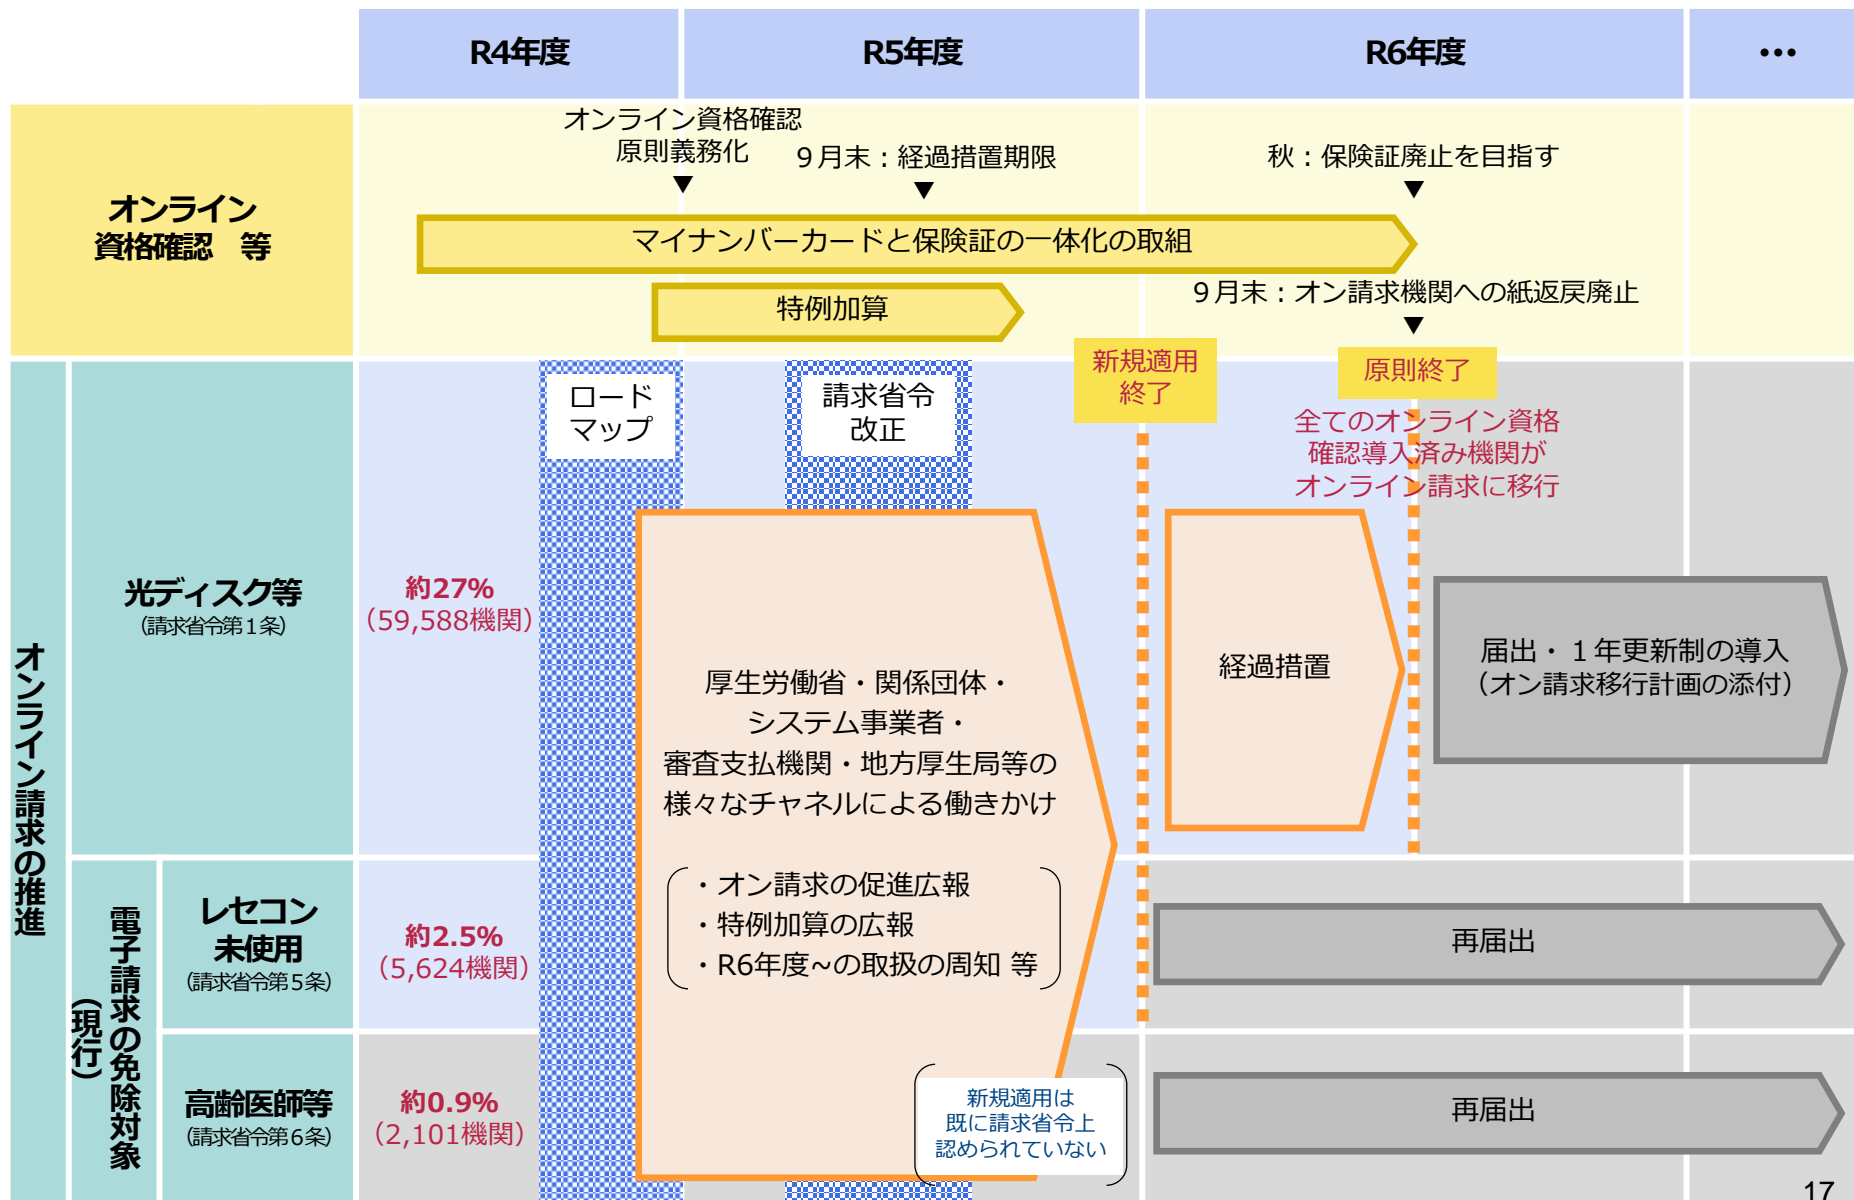 R4年度
R5年度
R6年度
…
オンライン
資格確認　等
オンライン資格確認
原則義務化
９月末：経過措置期限
秋：保険証廃止を目指す
マイナンバーカードと保険証の一体化の取組
特例加算
９月末：オン請求機関への紙返戻廃止
オンライン請求の推進
光ディスク等
（請求省令第１条）
約27%
（59,588機関）
ロード
マップ
請求省令
改正
新規適用
終了
原則終了
全てのオンライン資格
確認導入済み機関が
オンライン請求に移行
厚生労働省・関係団体・
システム事業者・
審査支払機関・地方厚生局等の
様々なチャネルによる働きかけ
・オン請求の促進広報
・特例加算の広報
・R6年度~の取扱の周知 等
経過措置
届出・１年更新制の導入
（オン請求移行計画の添付）
電子請求の免除対象
（現行）
レセコン
未使用
（請求省令第５条）
約2.5%
（5,624機関）
再届出
高齢医師等
（請求省令第６条）
約0.9%
（2,101機関）
新規適用は
既に請求省令上
認められていない
再届出
17